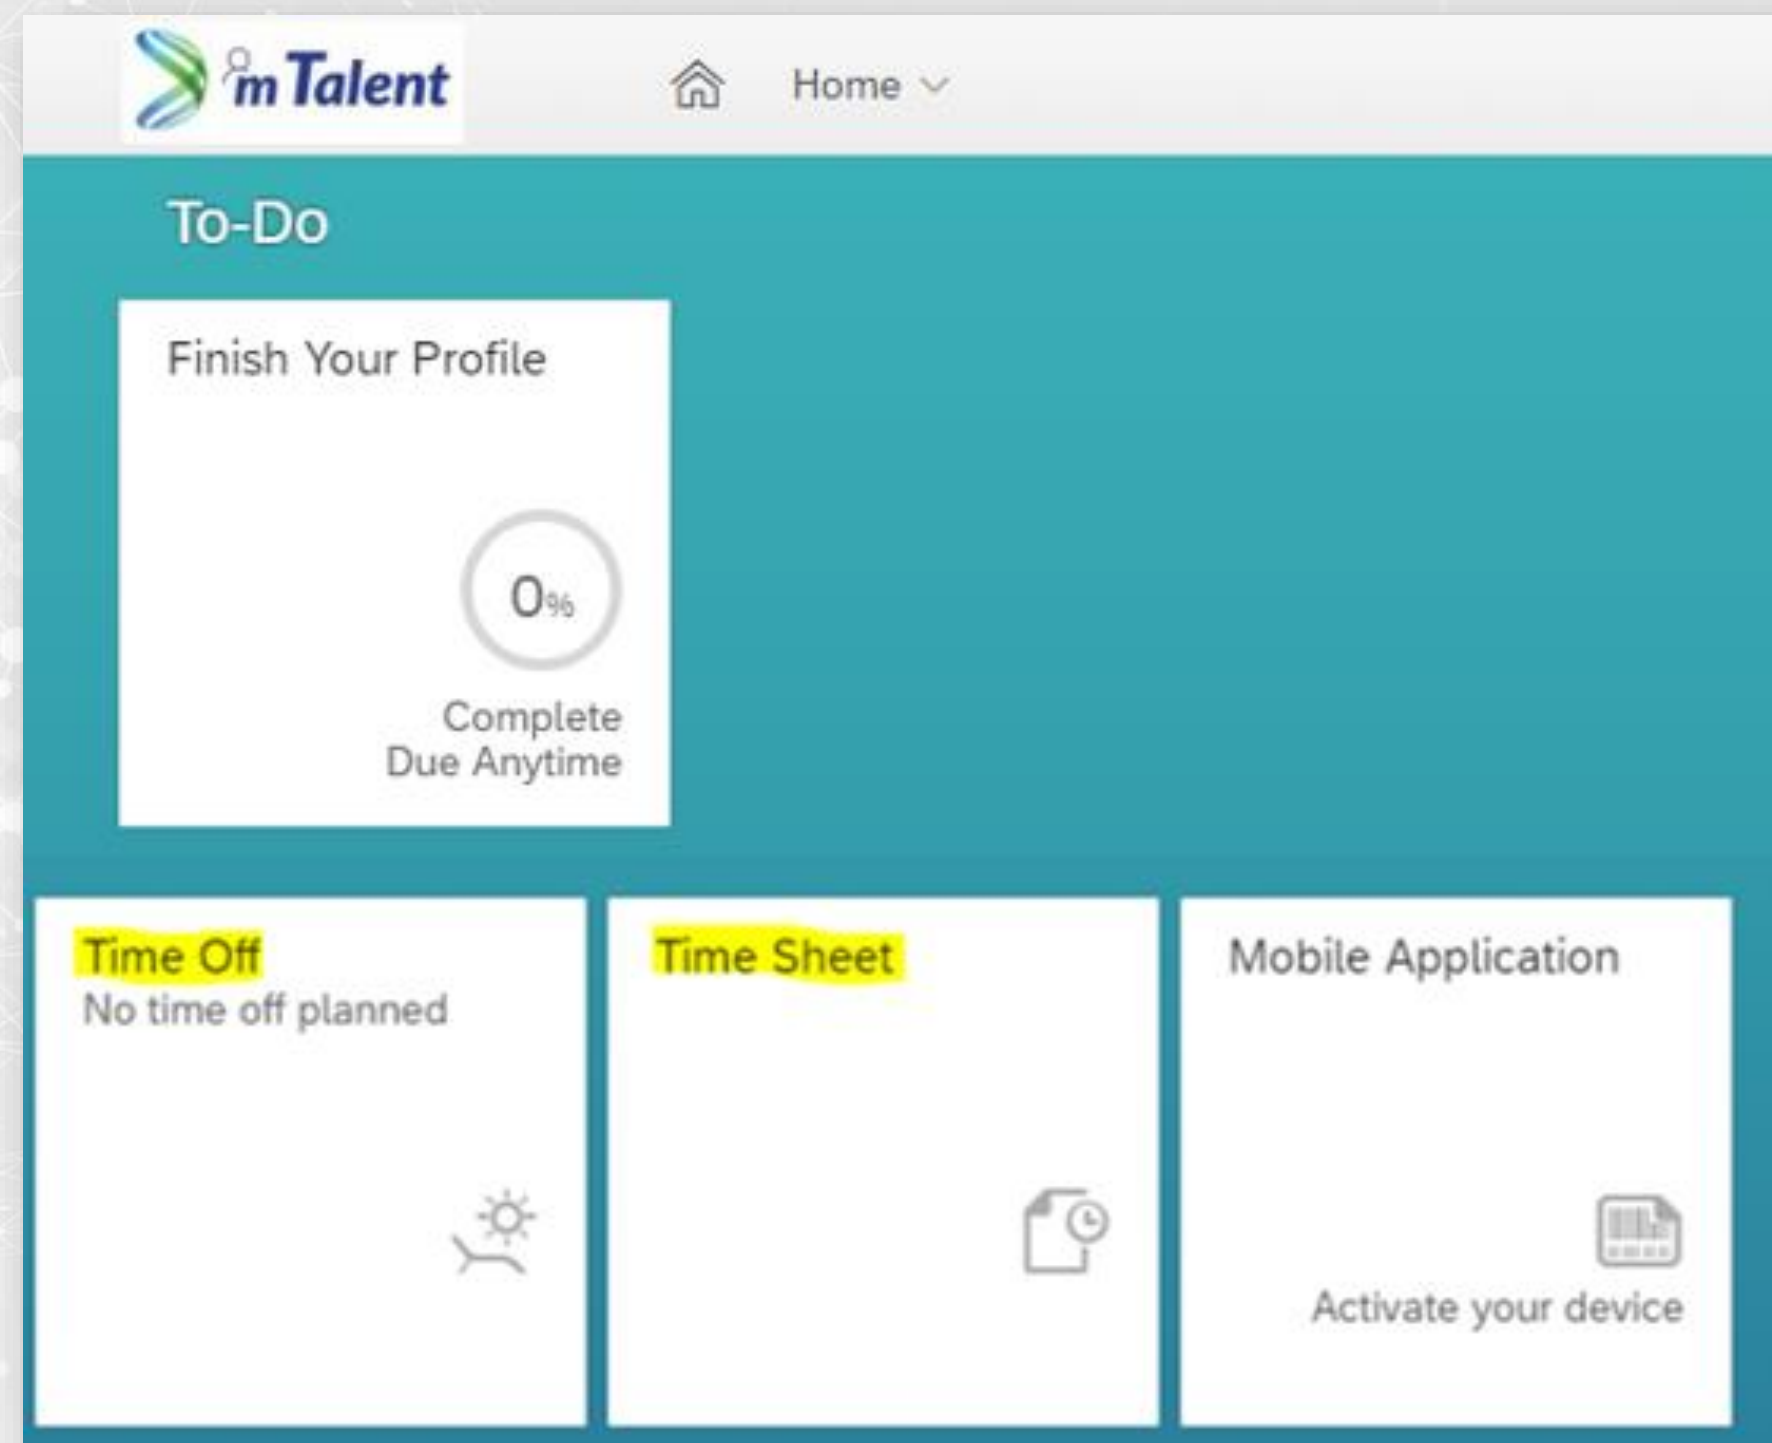 mTalent
Home
To-Do
Finish Your Profile
0%
Complete
Due Anytime
Time Off
No time off planned
Time Sheet
Mobile Application
Activate your device